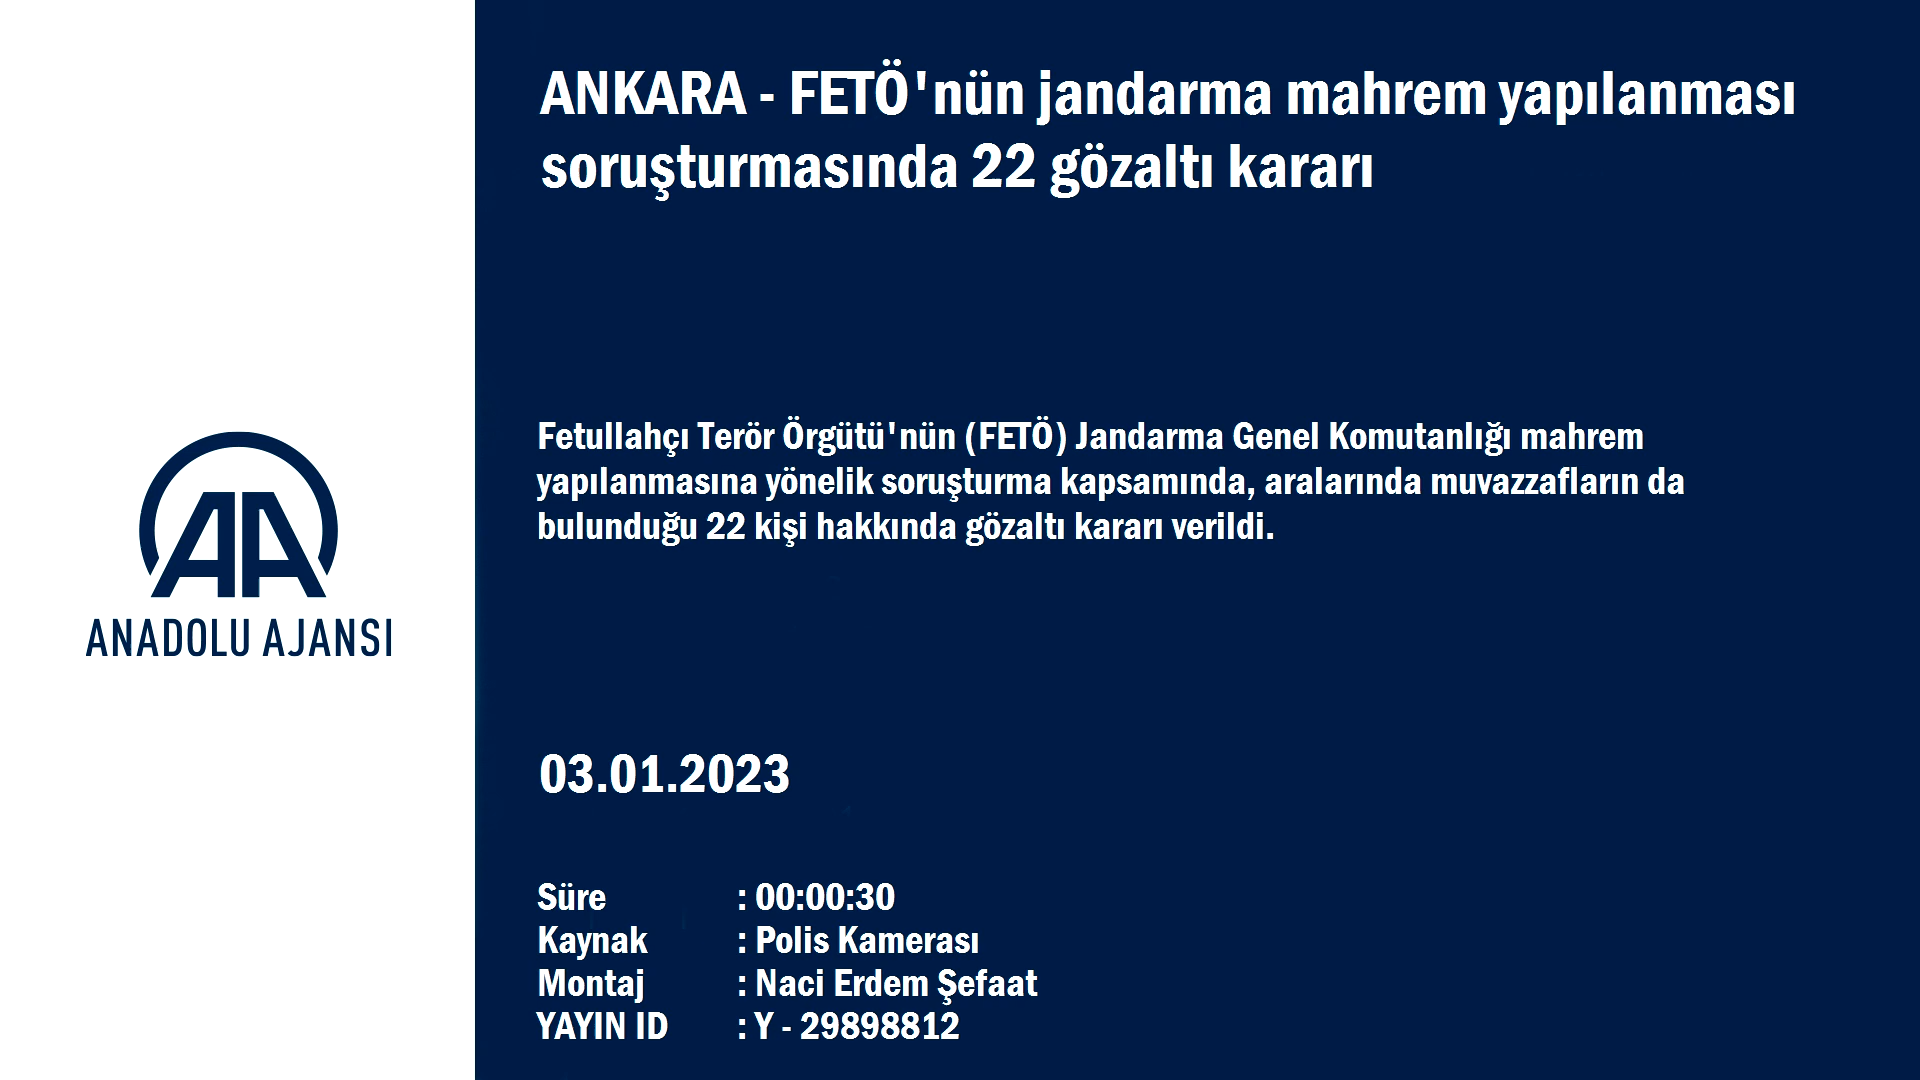 ANKARA - FETÖ'nün jandarma mahrem yapılanması
soruşturmasında 22 gözaltı kararı
Fetullahçı Terör Örgütü'nün (FETÖ) Jandarma Genel Komutanlığı mahrem
yapılanmasına yönelik soruşturma kapsamında, aralarında muvazzafların da
bulunduğu 22 kişi hakkında gözaltı kararı verildi.
AA
ANADOLU AJANSI
03.01.2023
Süre : 00:00:30
Kaynak : Polis Kamerası
Montaj : Naci Erdem Şefaat
YAYIN ID : Y - 29898812